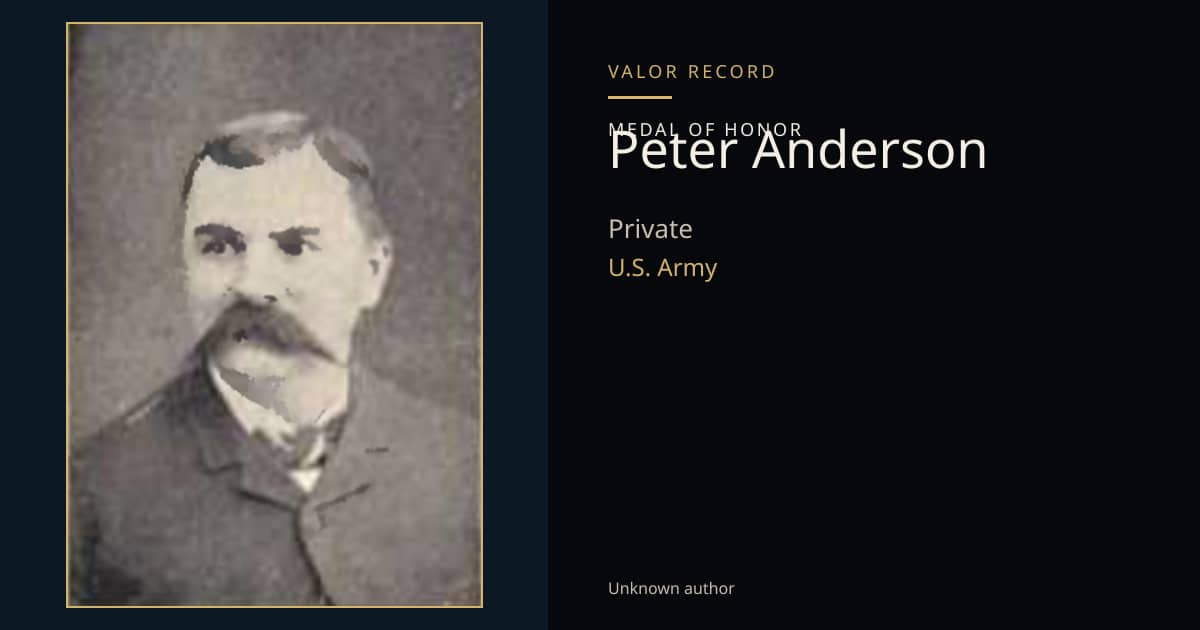 VALOR RECORD
MEDAL OF HONOR
Peter Anderson
Private
U.S. Army
Unknown author